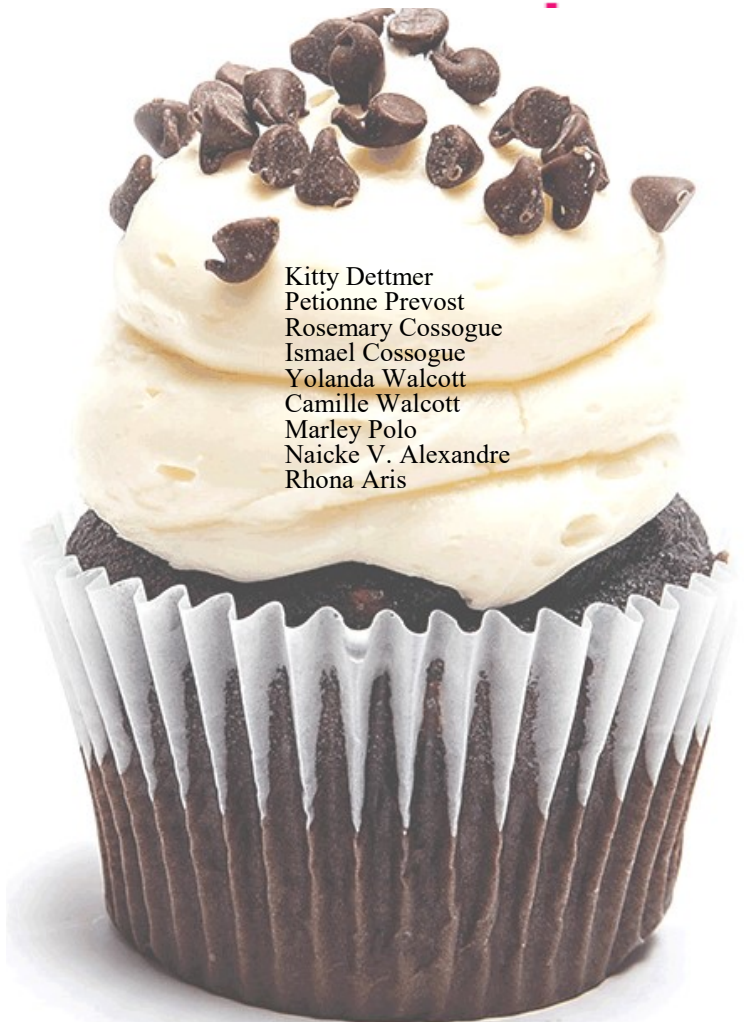 Kitty Dettmer
Petionne Prevost
Rosemary Cossogue
Ismael Cossogue
Yolanda Walcott
Camille Walcott
Marley Polo
Naicke V. Alexandre
Rhona Aris